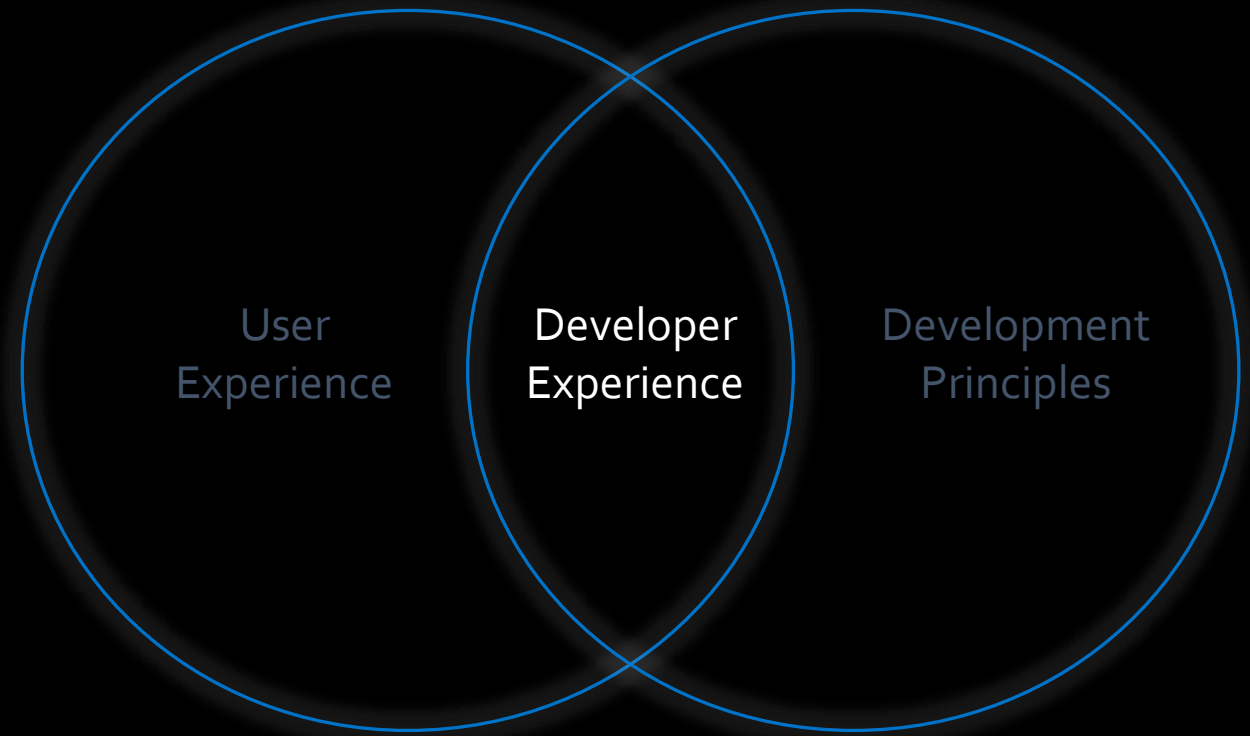 User
Experience
Developer
Experience
Development
Principles